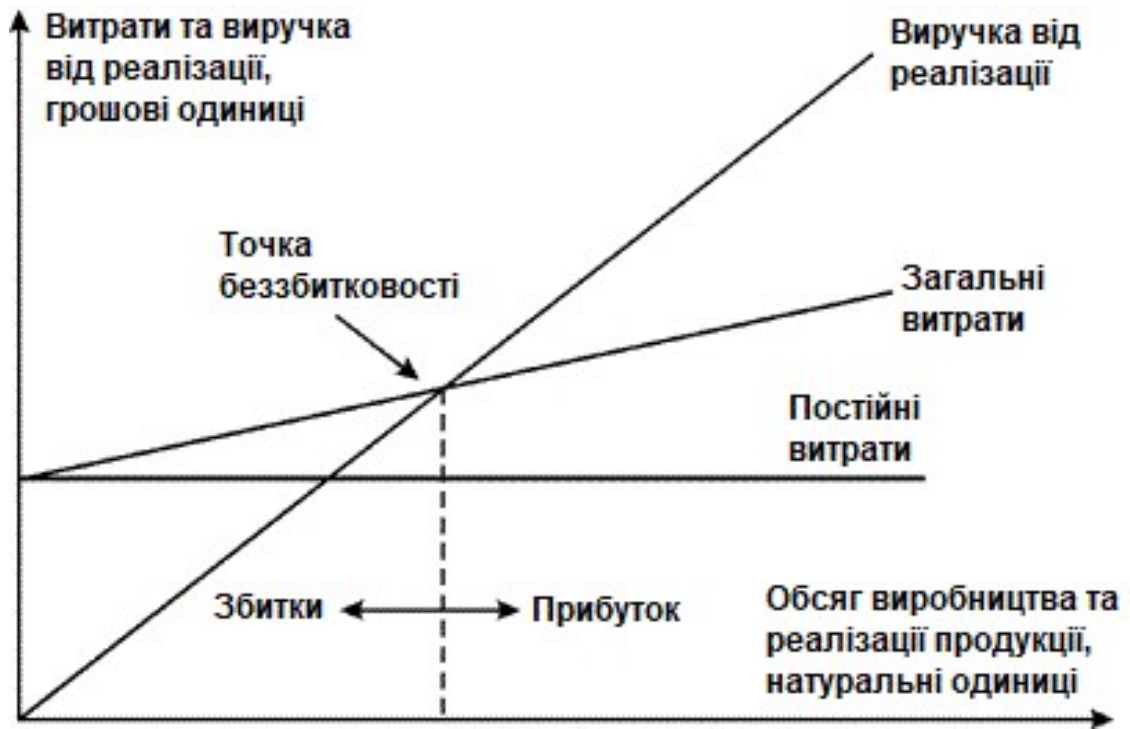 Витрати та виручка
від реалізації,
грошові одиниці
Виручка від
реалізації
Точка
беззбитковості
Загальні
витрати
Постійні
витрати
Збитки
Прибуток
Обсяг виробництва та
реалізації продукції,
натуральні одиниці